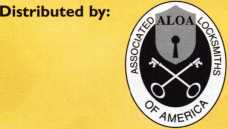 Distributed by:
ALOA
ASSOCIATED LOCKSMITHS
OF AMERICA